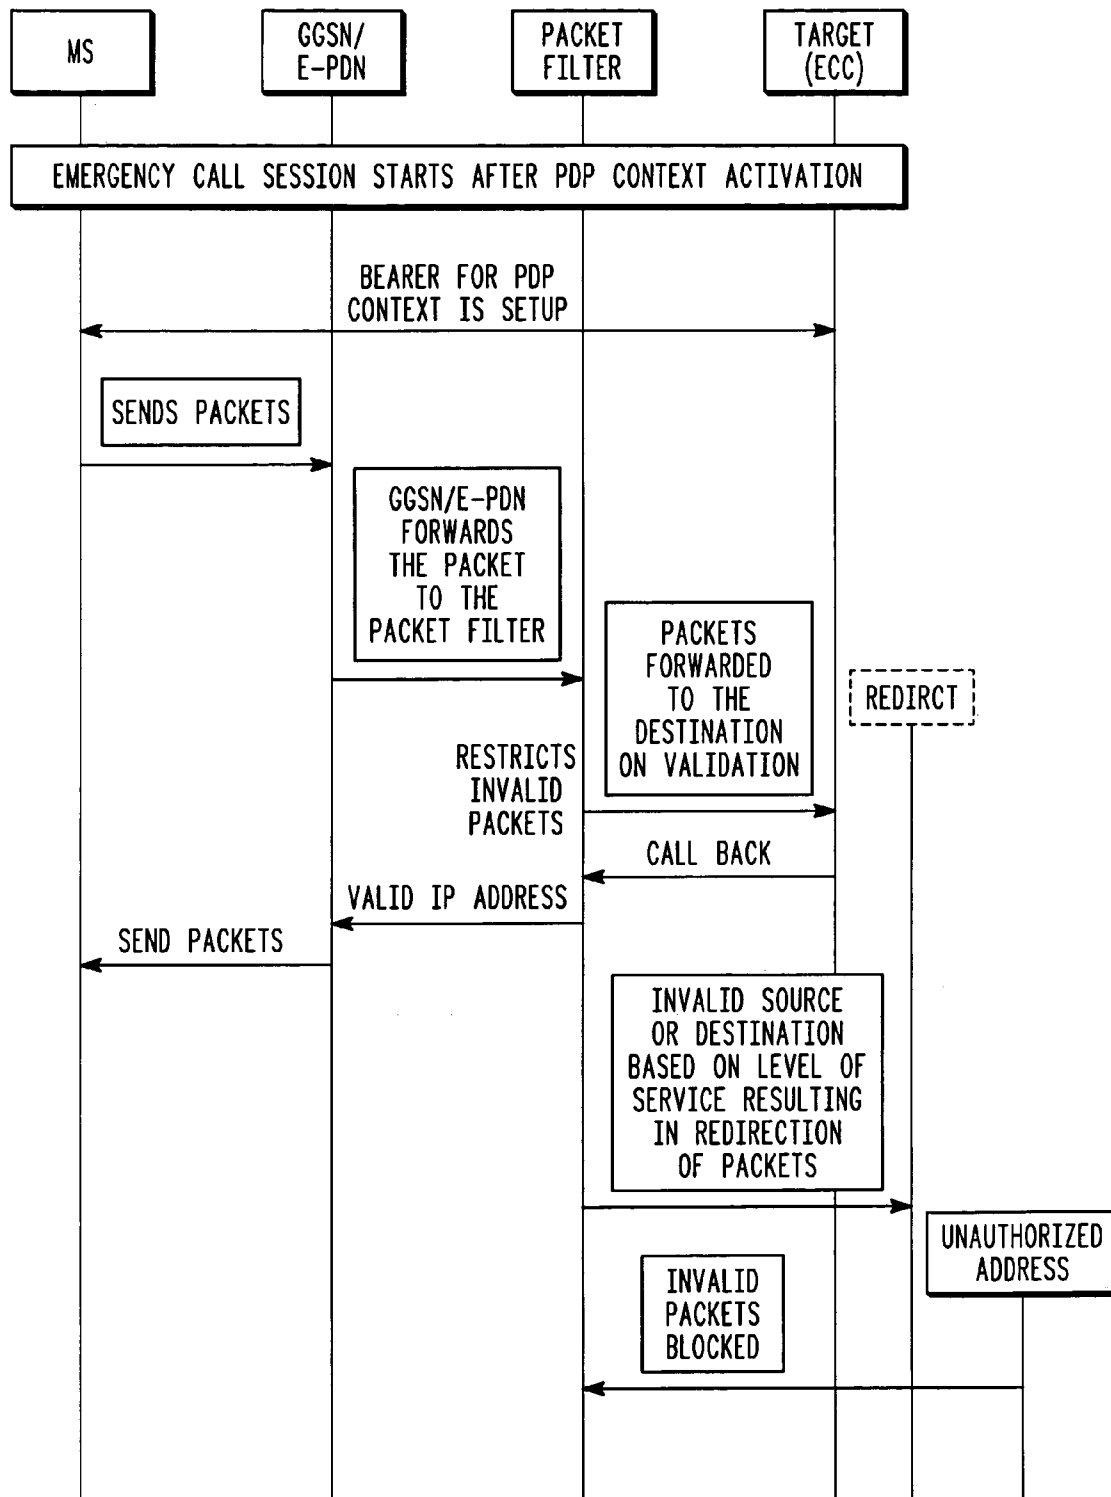 MS
GGSN/
E-PDN
PACKET
FILTER
TARGET
(ECC)
EMERGENCY CALL SESSION STARTS AFTER PDP CONTEXT ACTIVATION
BEARER FOR PDP
CONTEXT IS SETUP
SENDS PACKETS
GGSN/E-PDN
FORWARDS
THE PACKET
TO THE
PACKET FILTER
PACKETS
FORWARDED
TO THE
DESTINATION
ON VALIDATION
REDIRCT
RESTRICTS
INVALID
PACKETS
CALL BACK
VALID IP ADDRESS
SEND PACKETS
INVALID SOURCE
OR DESTINATION
BASED ON LEVEL OF
SERVICE RESULTING
IN REDIRECTION
OF PACKETS
UNAUTHORIZED
ADDRESS
INVALID
PACKETS
BLOCKED